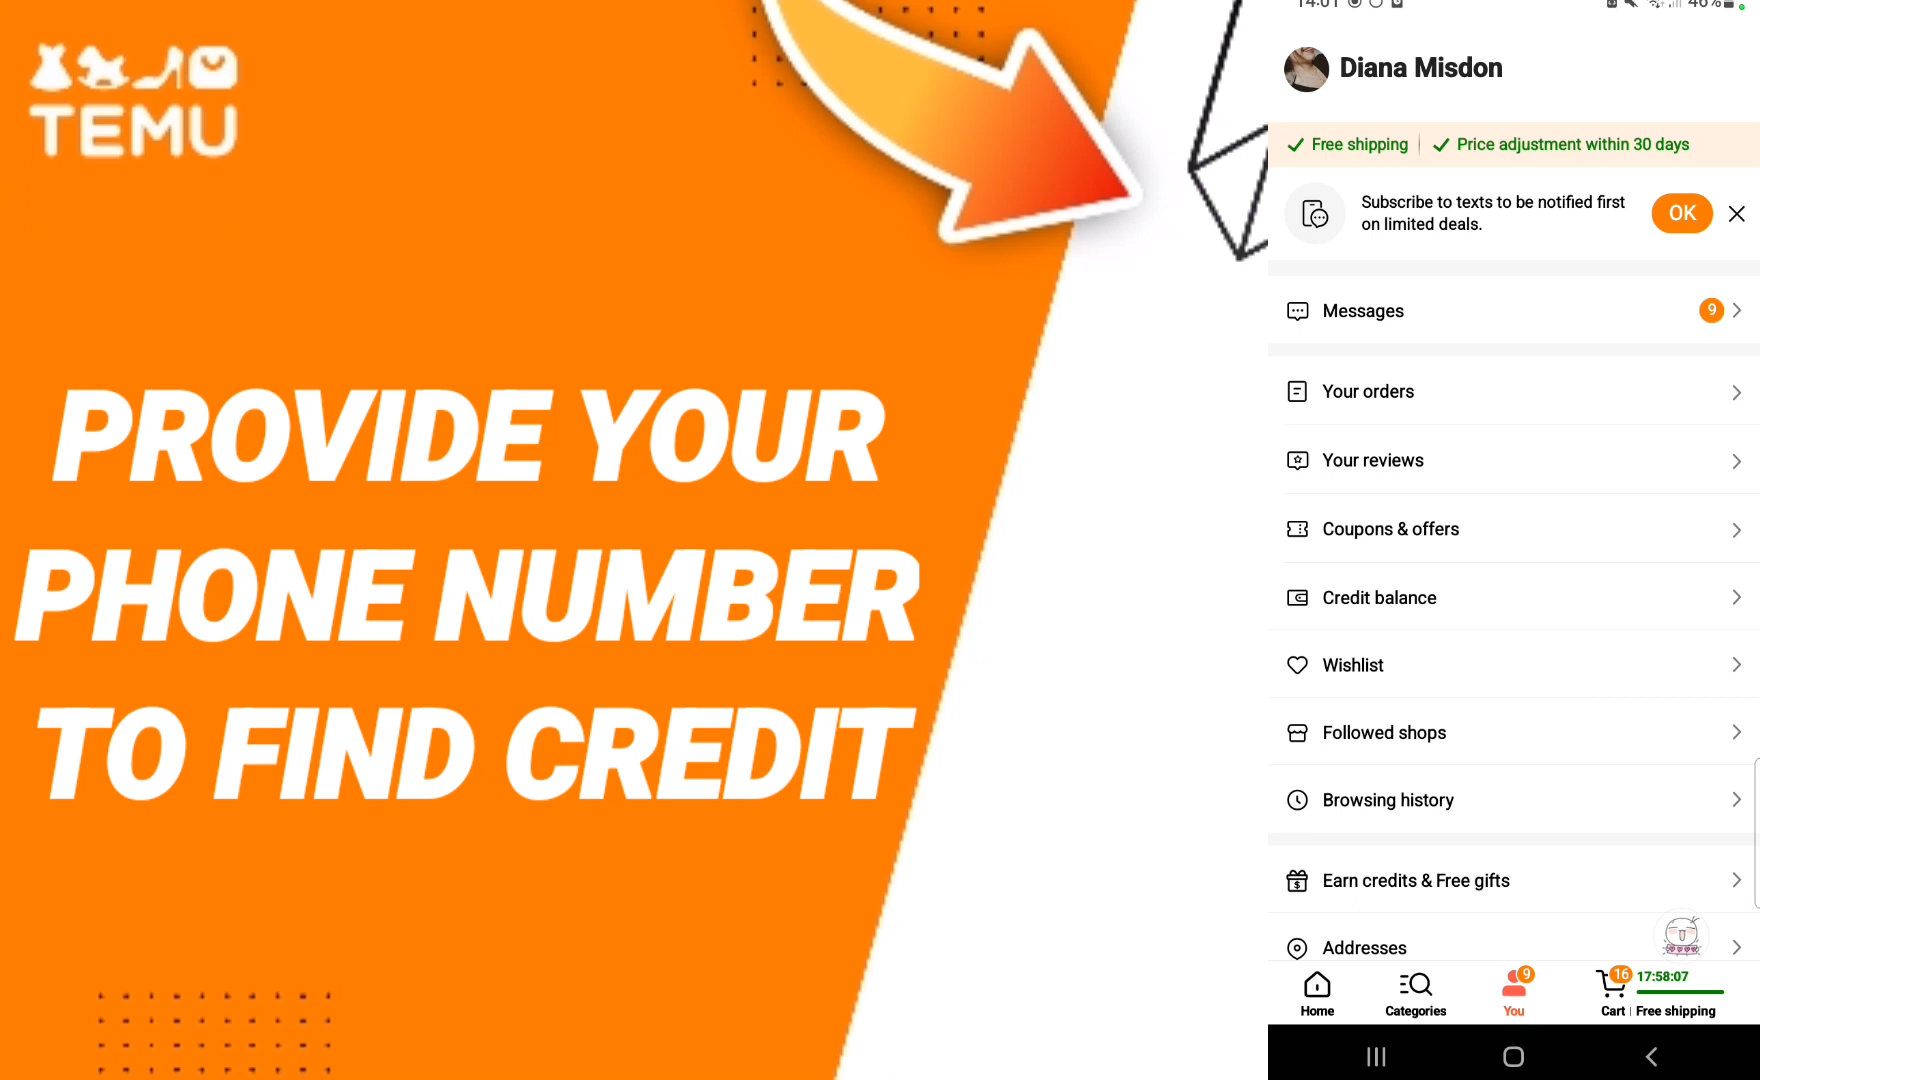 TEMU
PROVIDE YOUR
PHONE NUMBER
TO FIND CREDIT
14:01
46%
Diana Misdon
Free shipping
Price adjustment within 30 days
Subscribe to texts to be notified first
on limited deals.
OK
Messages
9
Your orders
Your reviews
Coupons & offers
Credit balance
Wishlist
Followed shops
Browsing history
Earn credits & Free gifts
Addresses
9
16
17:58:07
Home
Categories
You
Cart
Free shipping